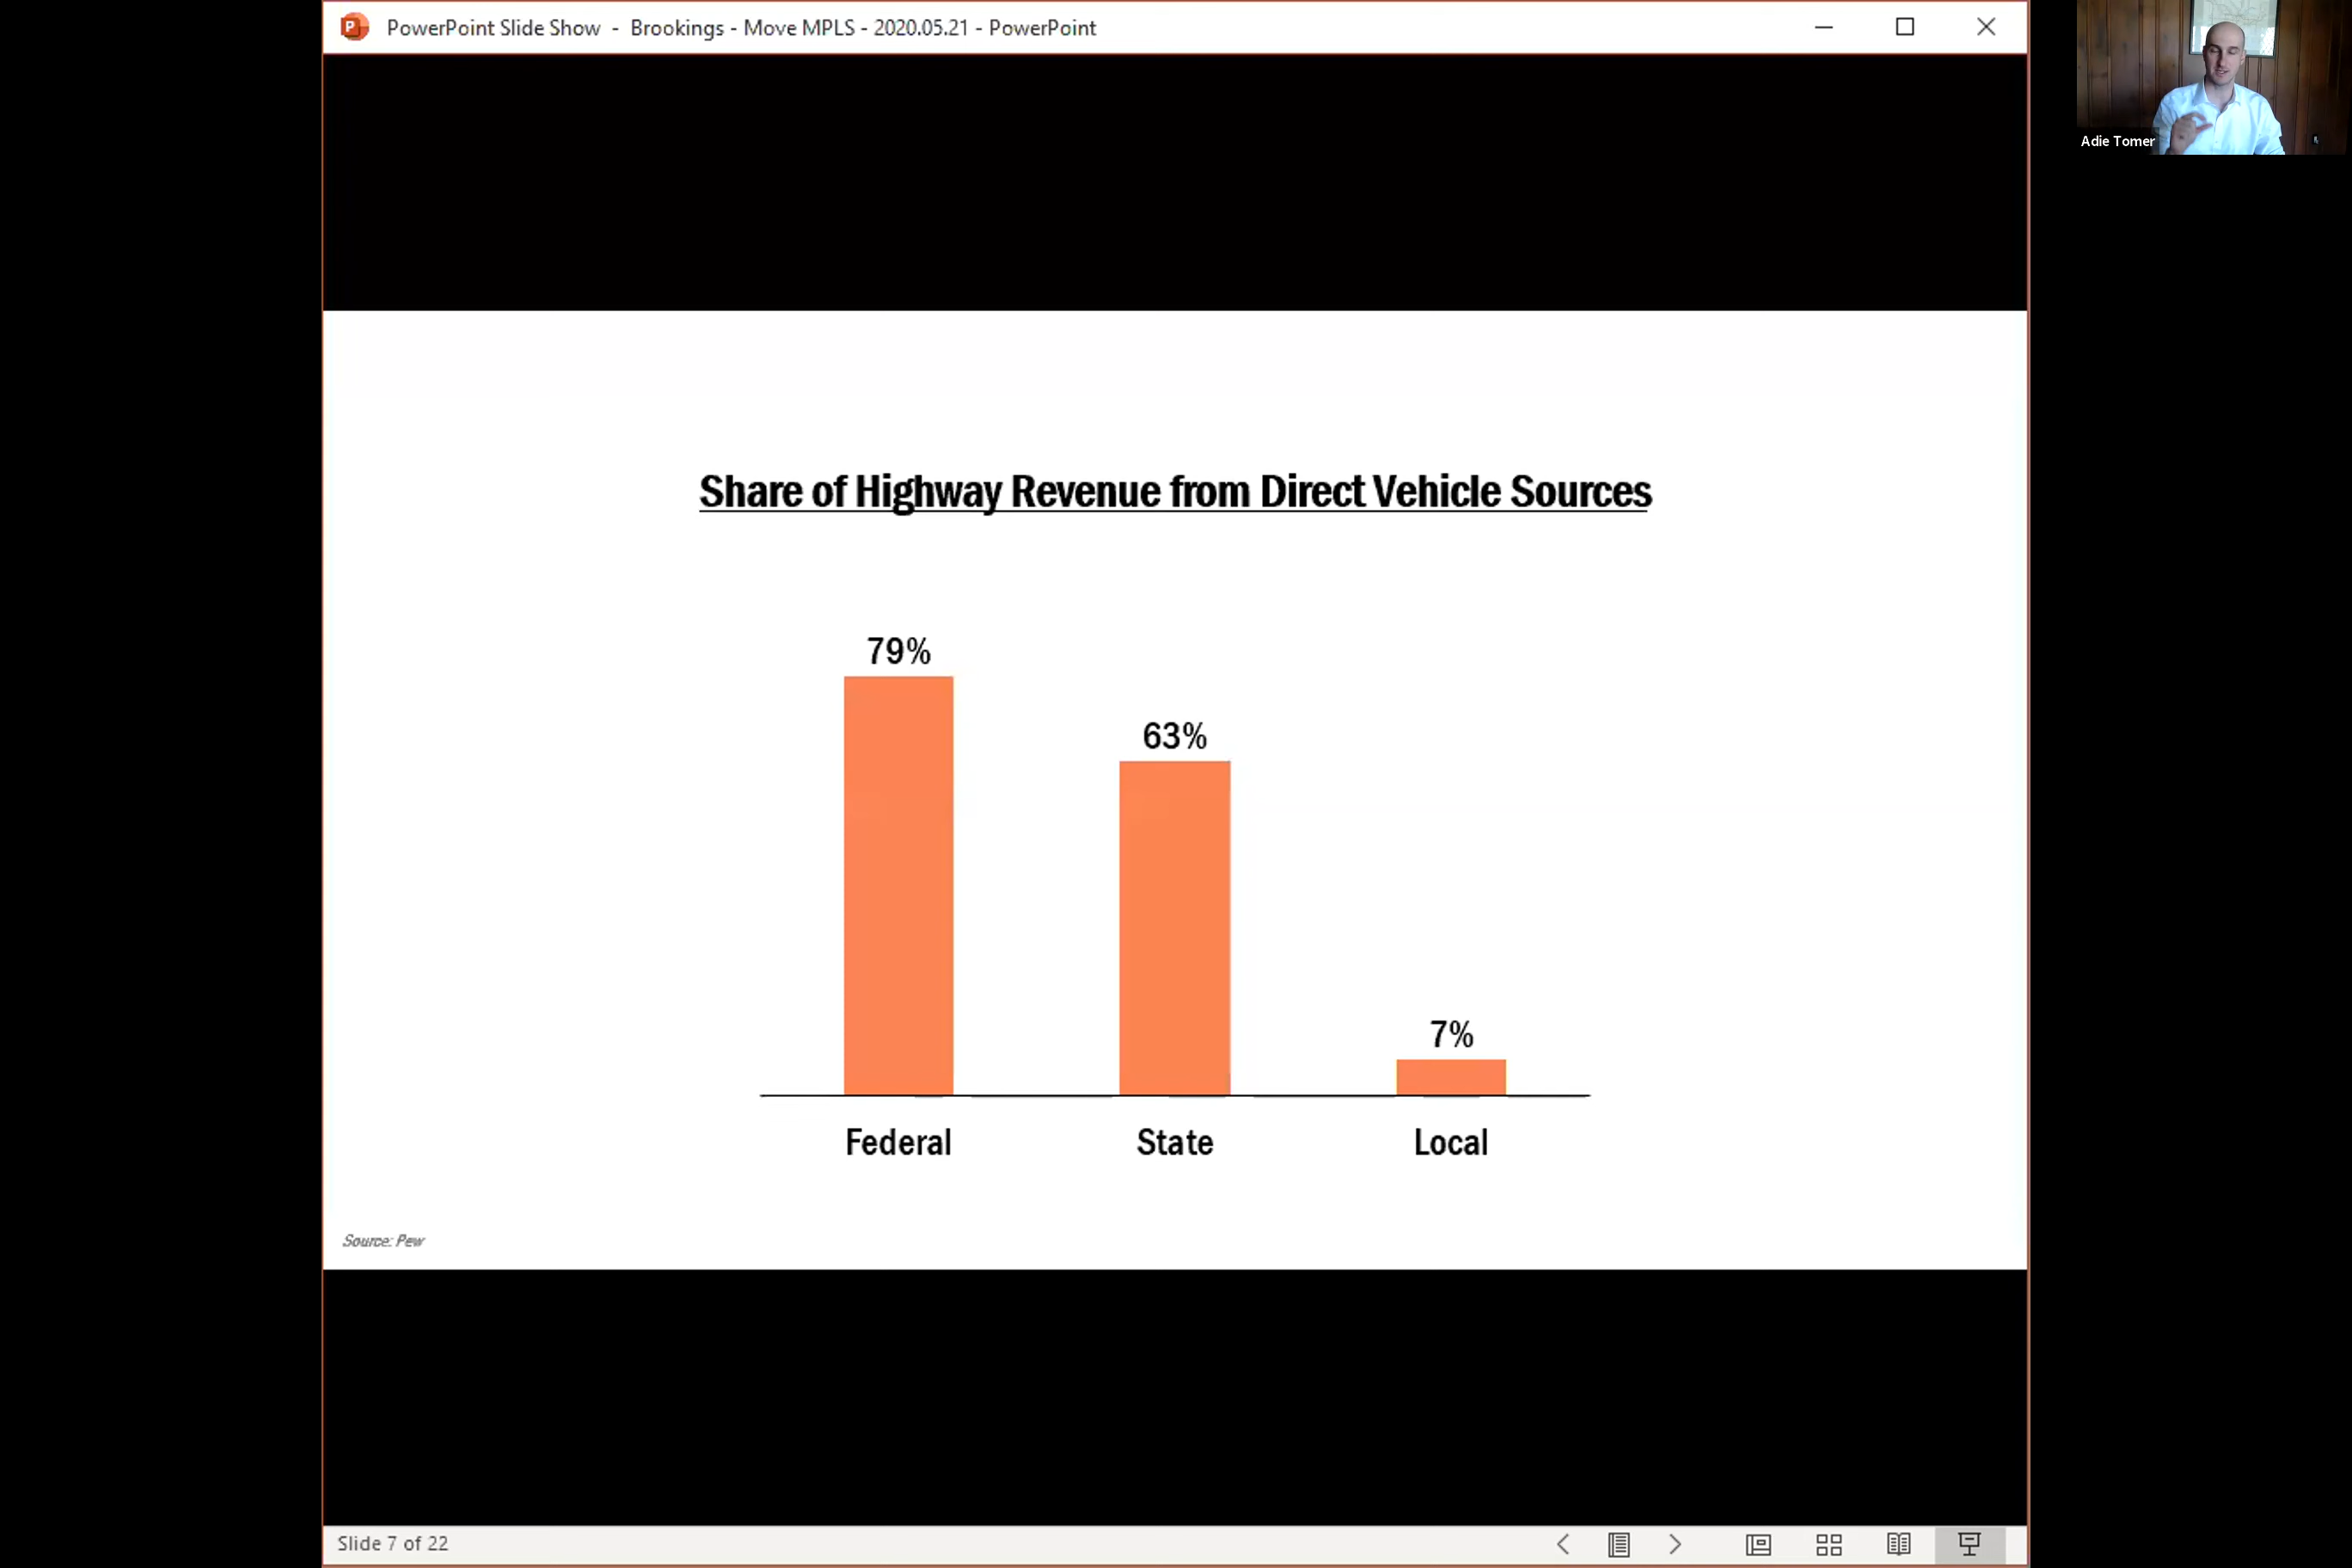 PowerPoint Slide Show - Brookings - Move MPLS - 2020.05.21 - PowerPoint
Adie Tomer
Share of Highway Revenue from Direct Vehicle Sources
79%
63%
7%
Federal State Local
Source: Pew
Slide 7 of 22